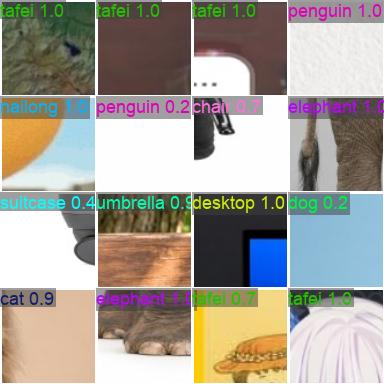 tafei 1.0
tafei 1.0
tafei 1.0
penguin 1.0
nailong 1.0
penguin 0.2
chair 0.7
elephant 1.0
suitcase 0.4
umbrella 0.9
desktop 1.0
dog 0.2
cat 0.9
elephant 1.0
tafei 0.7
tafei 1.0